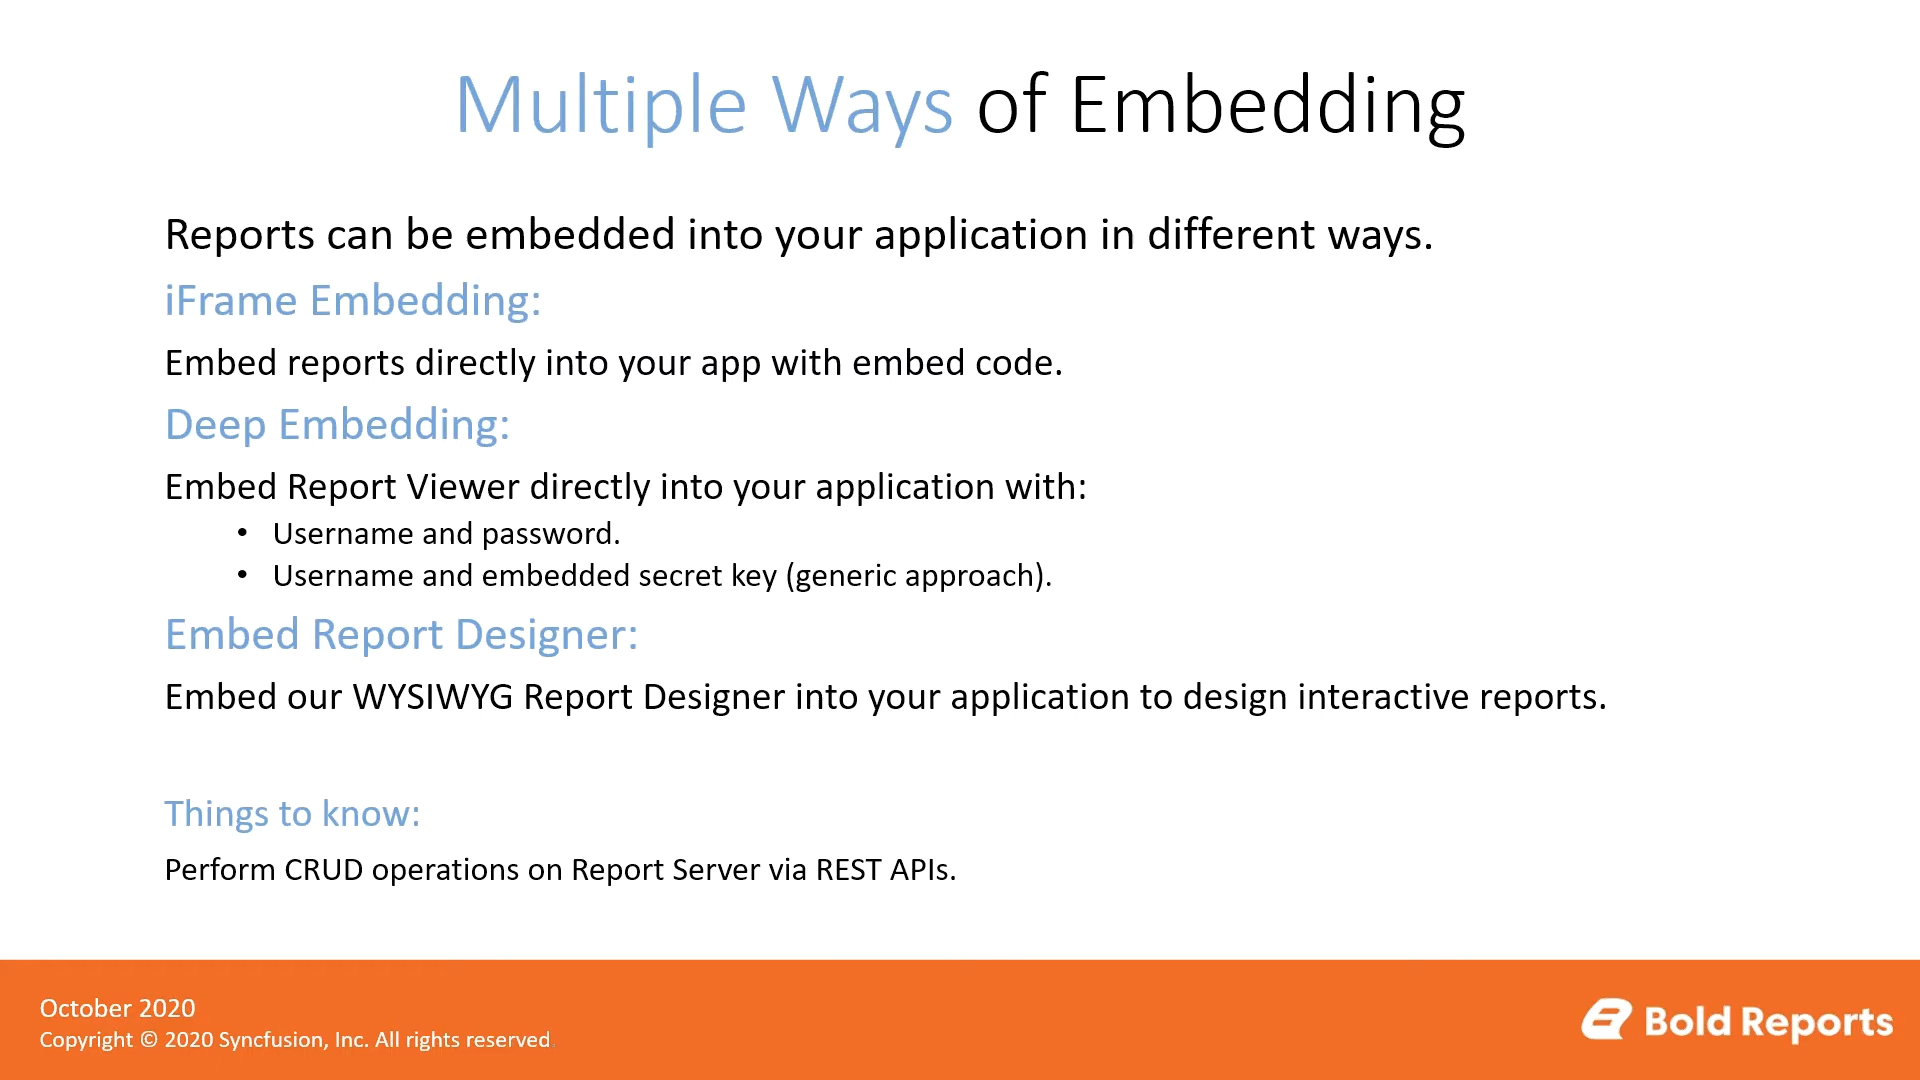 Multiple Ways of Embedding
Reports can be embedded into your application in different ways.
iFrame Embedding:
Embed reports directly into your app with embed code.
Deep Embedding:
Embed Report Viewer directly into your application with:
• Username and password.
• Username and embedded secret key (generic approach).
Embed Report Designer:
Embed our WYSIWYG Report Designer into your application to design interactive reports.
Things to know:
Perform CRUD operations on Report Server via REST APIs.
October 2020
Copyright © 2020 Syncfusion, Inc. All rights reserved.
Bold Reports